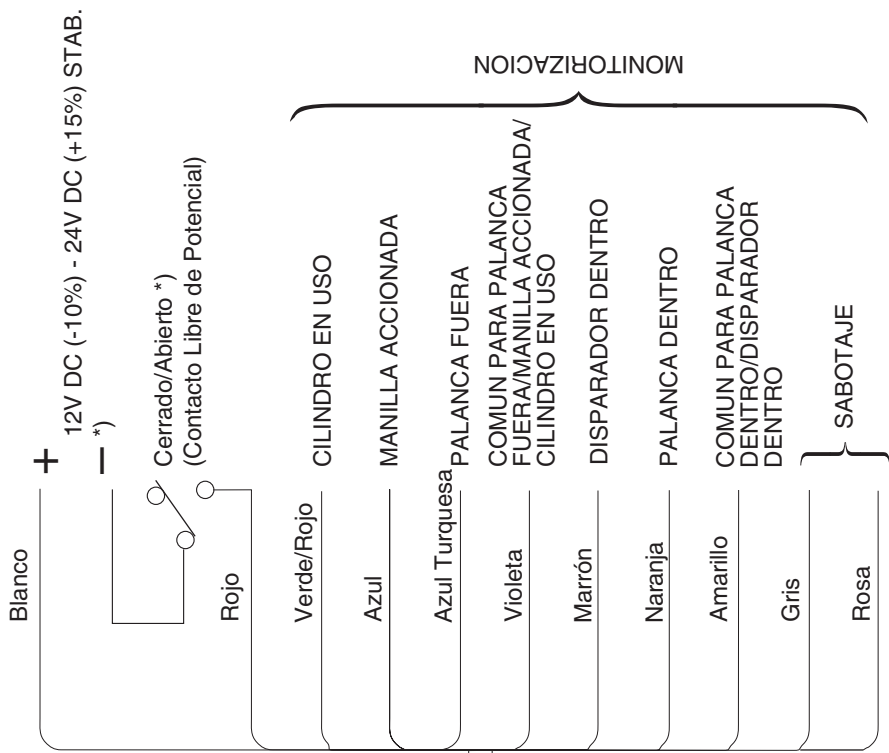 Blanco
+
12V DC (-10%) - 24V DC (+15%) STAB.
− *)
Cerrado/Abierto *)
(Contacto Libre de Potencial)
Rojo
Verde/Rojo
CILINDRO EN USO
Azul
MANILLA ACCIONADA
Azul Turquesa
PALANCA FUERA
Violeta
COMUN PARA PALANCA
FUERA/MANILLA ACCIONADA/
CILINDRO EN USO
Marrón
DISPARADOR DENTRO
Naranja
PALANCA DENTRO
Amarillo
COMUN PARA PALANCA
DENTRO/DISPARADOR
DENTRO
Gris
SABOTAJE
Rosa
MONITORIZACION